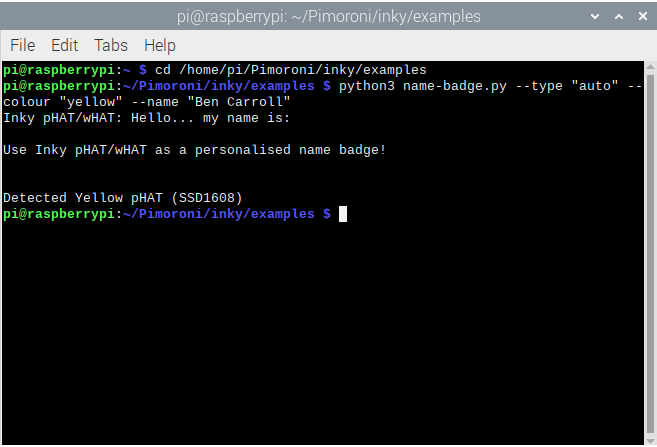 pi@raspberrypi: ~/Pimoroni/inky/examples
File Edit Tabs Help
pi@raspberrypi:~ $ cd /home/pi/Pimoroni/inky/examples
pi@raspberrypi:~/Pimoroni/inky/examples $ python3 name-badge.py --type "auto" --
colour "yellow" --name "Ben Carroll"
Inky pHAT/wHAT: Hello... my name is:
Use Inky pHAT/wHAT as a personalised name badge!
Detected Yellow pHAT (SSD1608)
pi@raspberrypi:~/Pimoroni/inky/examples $